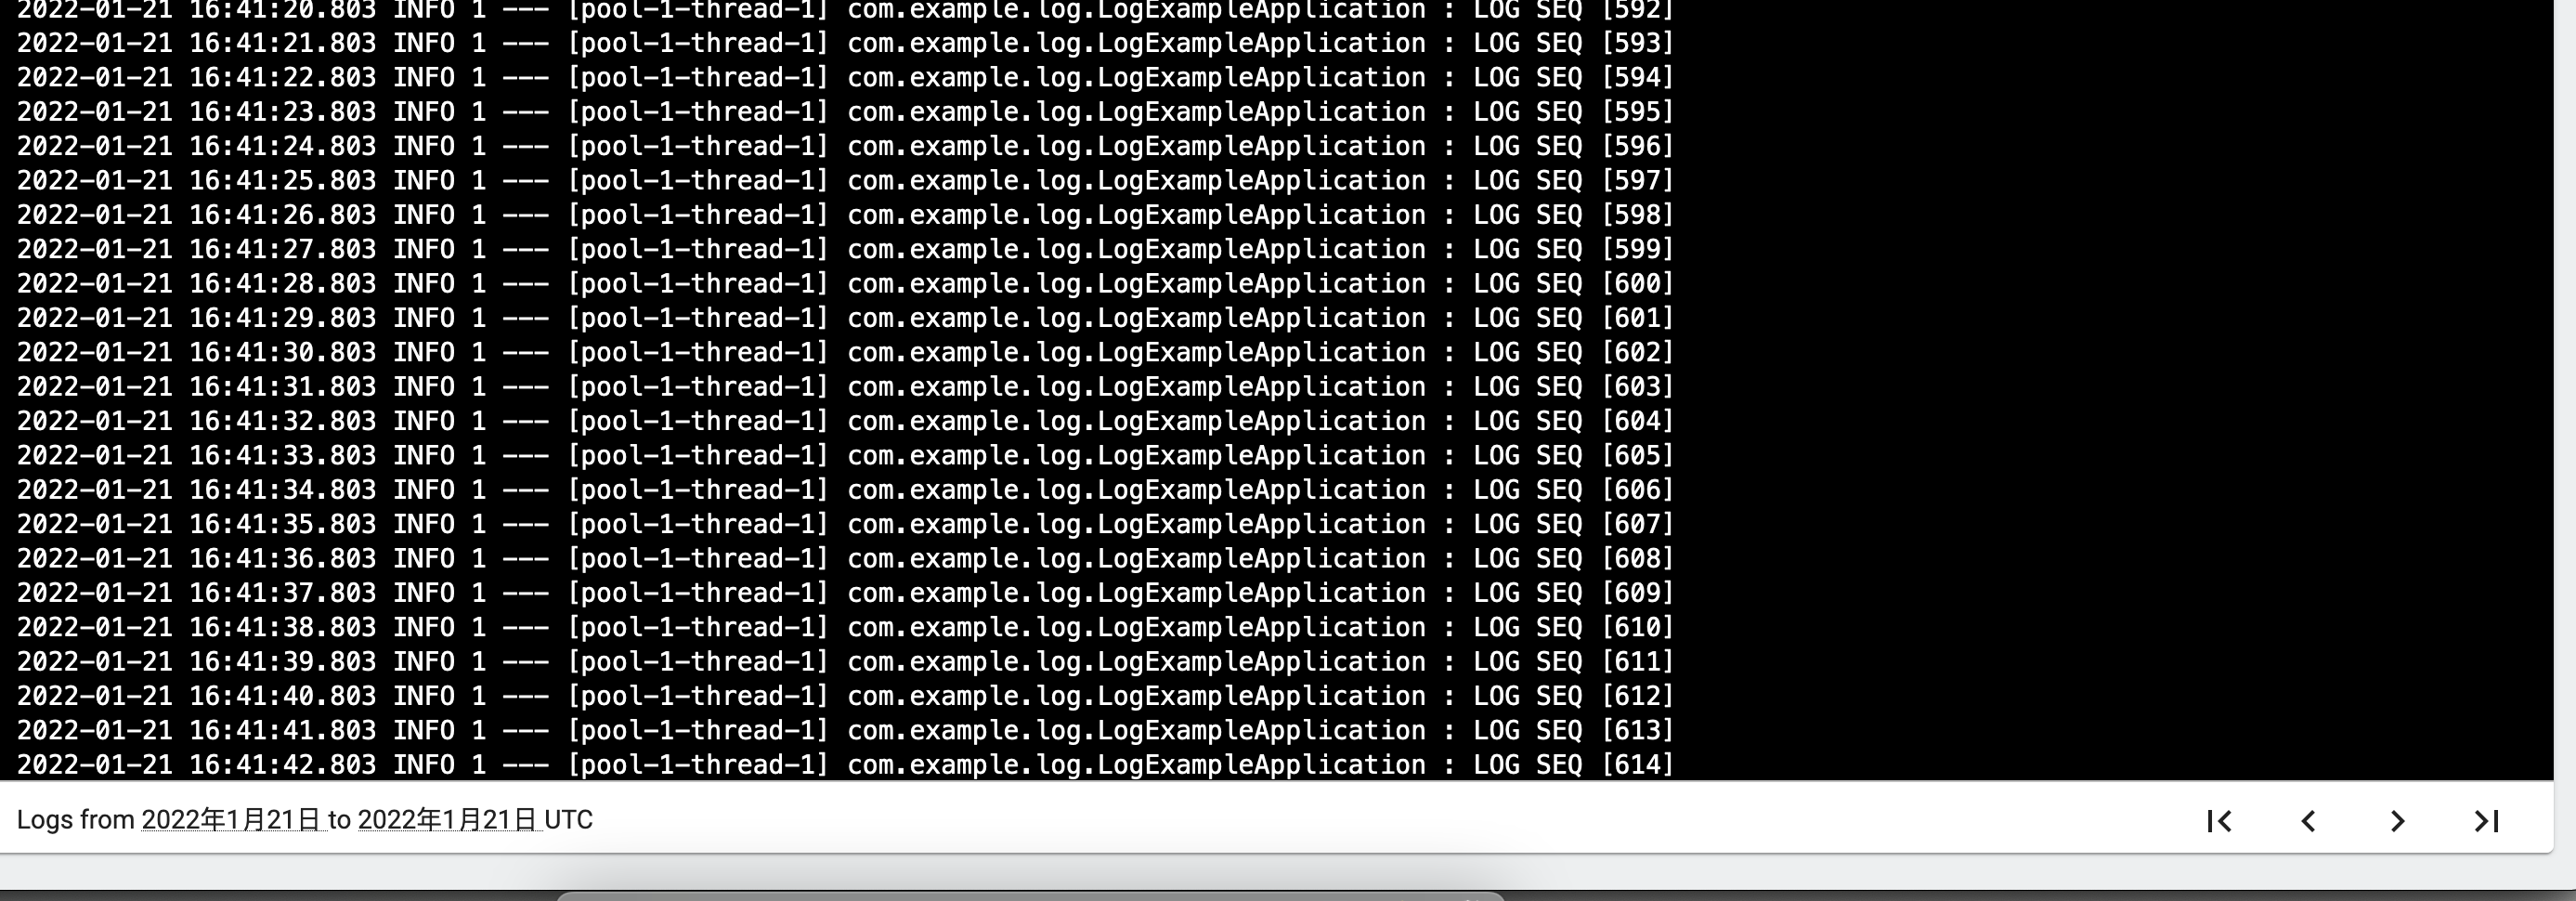 2022-01-21 16:41:20.803 INFO 1 --- [pool-1-thread-1] com.example.log.LogExampleApplication : LOG SEQ [592]
2022-01-21 16:41:21.803 INFO 1 --- [pool-1-thread-1] com.example.log.LogExampleApplication : LOG SEQ [593]
2022-01-21 16:41:22.803 INFO 1 --- [pool-1-thread-1] com.example.log.LogExampleApplication : LOG SEQ [594]
2022-01-21 16:41:23.803 INFO 1 --- [pool-1-thread-1] com.example.log.LogExampleApplication : LOG SEQ [595]
2022-01-21 16:41:24.803 INFO 1 --- [pool-1-thread-1] com.example.log.LogExampleApplication : LOG SEQ [596]
2022-01-21 16:41:25.803 INFO 1 --- [pool-1-thread-1] com.example.log.LogExampleApplication : LOG SEQ [597]
2022-01-21 16:41:26.803 INFO 1 --- [pool-1-thread-1] com.example.log.LogExampleApplication : LOG SEQ [598]
2022-01-21 16:41:27.803 INFO 1 --- [pool-1-thread-1] com.example.log.LogExampleApplication : LOG SEQ [599]
2022-01-21 16:41:28.803 INFO 1 --- [pool-1-thread-1] com.example.log.LogExampleApplication : LOG SEQ [600]
2022-01-21 16:41:29.803 INFO 1 --- [pool-1-thread-1] com.example.log.LogExampleApplication : LOG SEQ [601]
2022-01-21 16:41:30.803 INFO 1 --- [pool-1-thread-1] com.example.log.LogExampleApplication : LOG SEQ [602]
2022-01-21 16:41:31.803 INFO 1 --- [pool-1-thread-1] com.example.log.LogExampleApplication : LOG SEQ [603]
2022-01-21 16:41:32.803 INFO 1 --- [pool-1-thread-1] com.example.log.LogExampleApplication : LOG SEQ [604]
2022-01-21 16:41:33.803 INFO 1 --- [pool-1-thread-1] com.example.log.LogExampleApplication : LOG SEQ [605]
2022-01-21 16:41:34.803 INFO 1 --- [pool-1-thread-1] com.example.log.LogExampleApplication : LOG SEQ [606]
2022-01-21 16:41:35.803 INFO 1 --- [pool-1-thread-1] com.example.log.LogExampleApplication : LOG SEQ [607]
2022-01-21 16:41:36.803 INFO 1 --- [pool-1-thread-1] com.example.log.LogExampleApplication : LOG SEQ [608]
2022-01-21 16:41:37.803 INFO 1 --- [pool-1-thread-1] com.example.log.LogExampleApplication : LOG SEQ [609]
2022-01-21 16:41:38.803 INFO 1 --- [pool-1-thread-1] com.example.log.LogExampleApplication : LOG SEQ [610]
2022-01-21 16:41:39.803 INFO 1 --- [pool-1-thread-1] com.example.log.LogExampleApplication : LOG SEQ [611]
2022-01-21 16:41:40.803 INFO 1 --- [pool-1-thread-1] com.example.log.LogExampleApplication : LOG SEQ [612]
2022-01-21 16:41:41.803 INFO 1 --- [pool-1-thread-1] com.example.log.LogExampleApplication : LOG SEQ [613]
2022-01-21 16:41:42.803 INFO 1 --- [pool-1-thread-1] com.example.log.LogExampleApplication : LOG SEQ [614]
Logs from 2022年1月21日 to 2022年1月21日 UTC